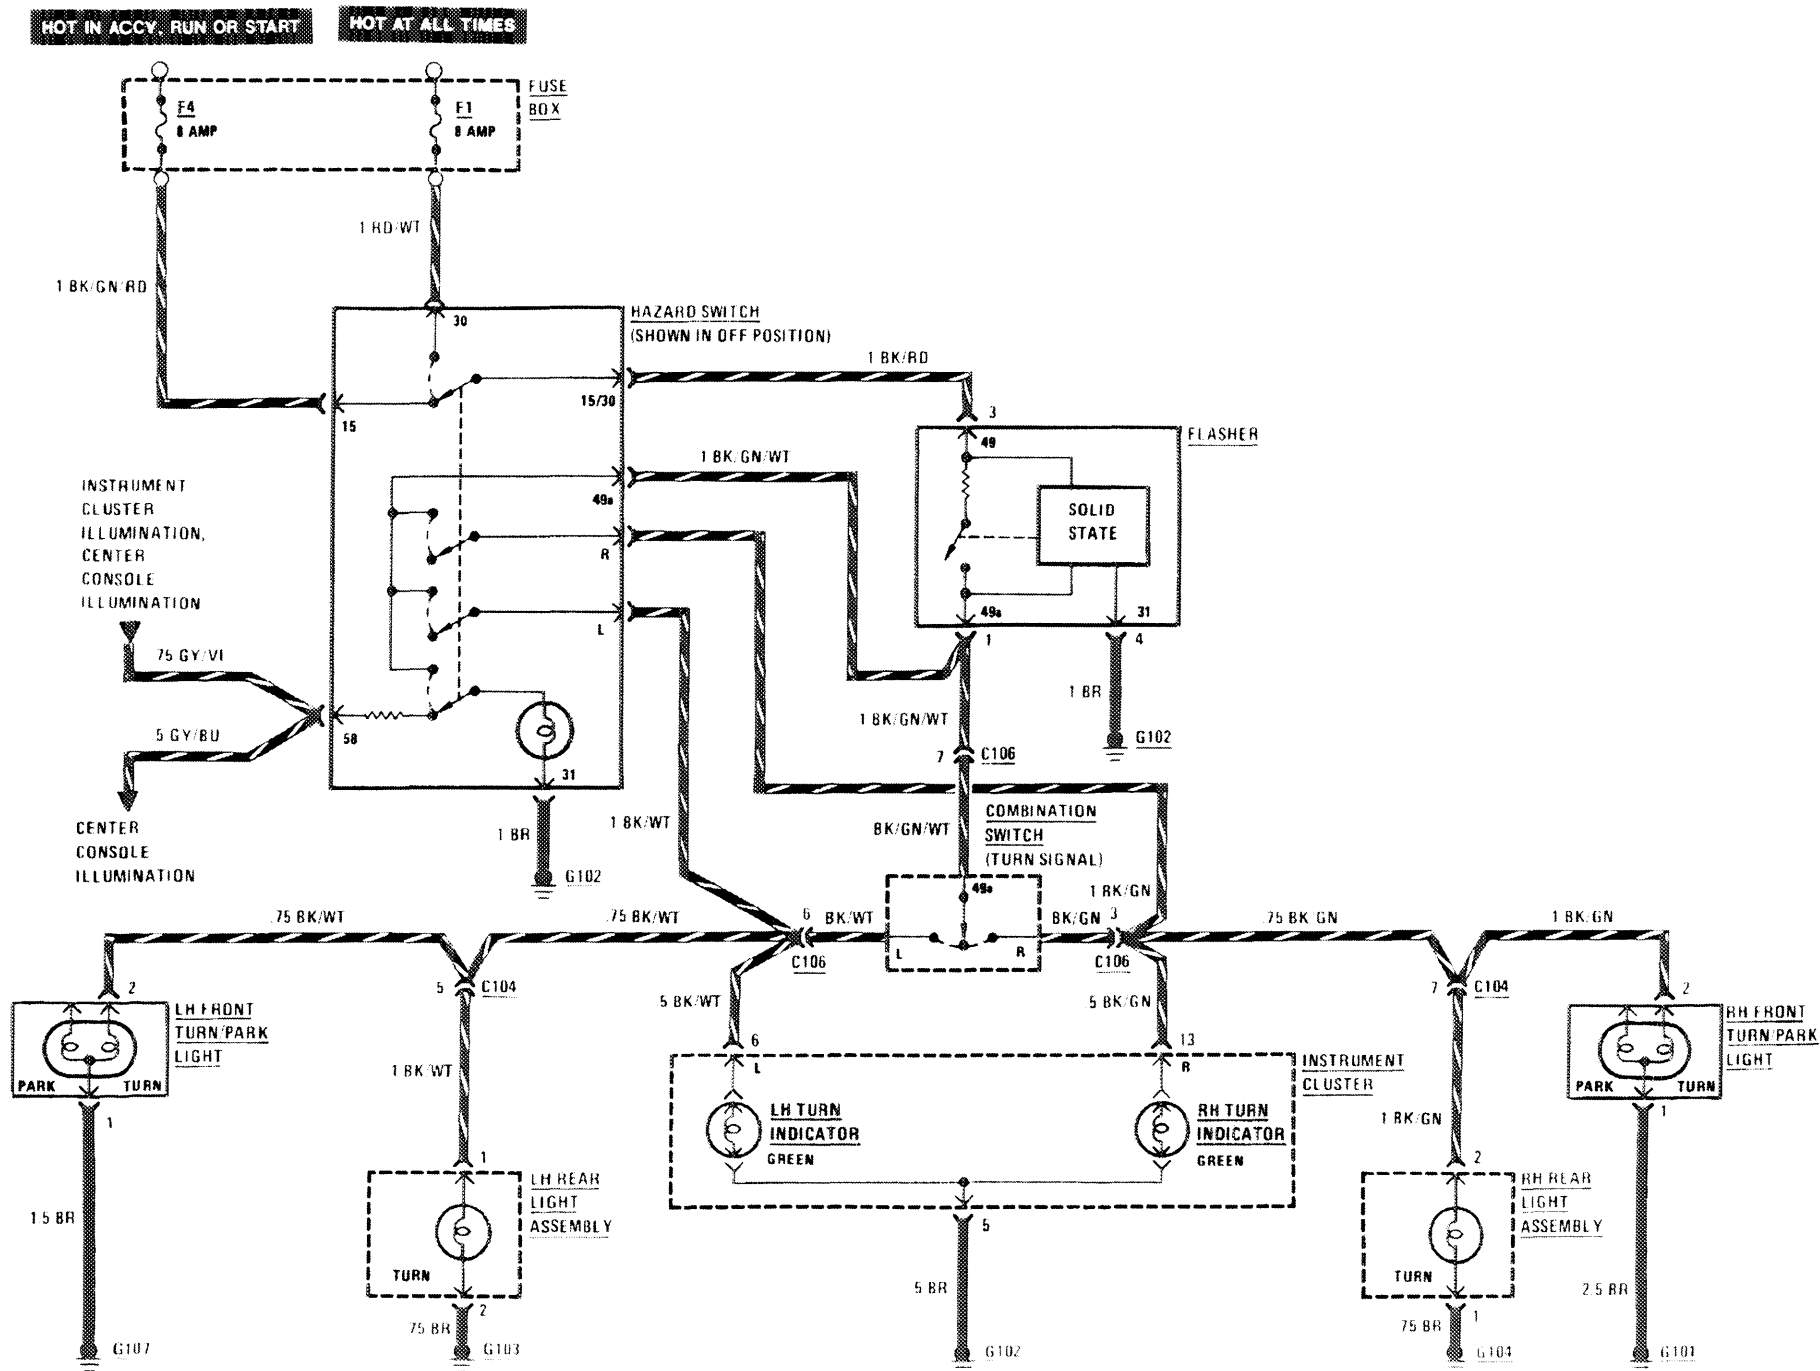 HOT IN ACCY. RUN OR START
HOT AT ALL TIMES
FUSE
BOX
F4
8 AMP
F1
8 AMP
1 RD/WT
1 BK/GN/RD
HAZARD SWITCH
(SHOWN IN OFF POSITION)
30
1 BK/RD
15/30
15
3
FLASHER
49
1 BK/GN/WT
49a
SOLID
STATE
INSTRUMENT
CLUSTER
ILLUMINATION,
CENTER
CONSOLE
ILLUMINATION
R
L
49a
31
1
4
.75 GY/VI
1 BR
1 BK/GN/WT
5 GY/BU
58
G102
7
C106
31
CENTER
CONSOLE
ILLUMINATION
1 BR
1 BK/WT
BK/GN/WT
COMBINATION
SWITCH
(TURN SIGNAL)
G102
49a
1 BK/GN
.75 BK/WT
.75 BK/WT
6
BK/WT
BK/GN
3
.75 BK GN
1 BK/GN
L
R
C106
C106
5
C104
7
C104
2
5 BK/WT
5 BK/GN
2
LH FRONT
TURN/PARK
LIGHT
RH FRONT
TURN/PARK
LIGHT
6
13
L
R
INSTRUMENT
CLUSTER
PARK
TURN
1 BK/WT
PARK
TURN
LH TURN
INDICATOR
GREEN
RH TURN
INDICATOR
GREEN
1
1 BK/GN
1
1
2
LH REAR
LIGHT
ASSEMBLY
RH REAR
LIGHT
ASSEMBLY
1.5 BR
5
TURN
TURN
5 BR
2.5 BR
2
1
.75 BR
.75 BR
G107
G103
G102
G104
G101